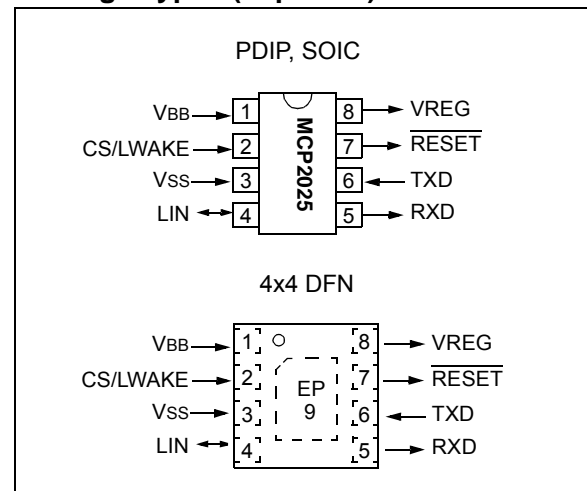 PDIP, SOIC
VBB 1 8 VREG
CS/LWAKE 2 7 RESET
VSS 3 6 TXD
LIN 4 5 RXD
MCP2025
4x4 DFN
VBB 1 8 VREG
CS/LWAKE 2 EP 7 RESET
VSS 3 9 6 TXD
LIN 4 5 RXD